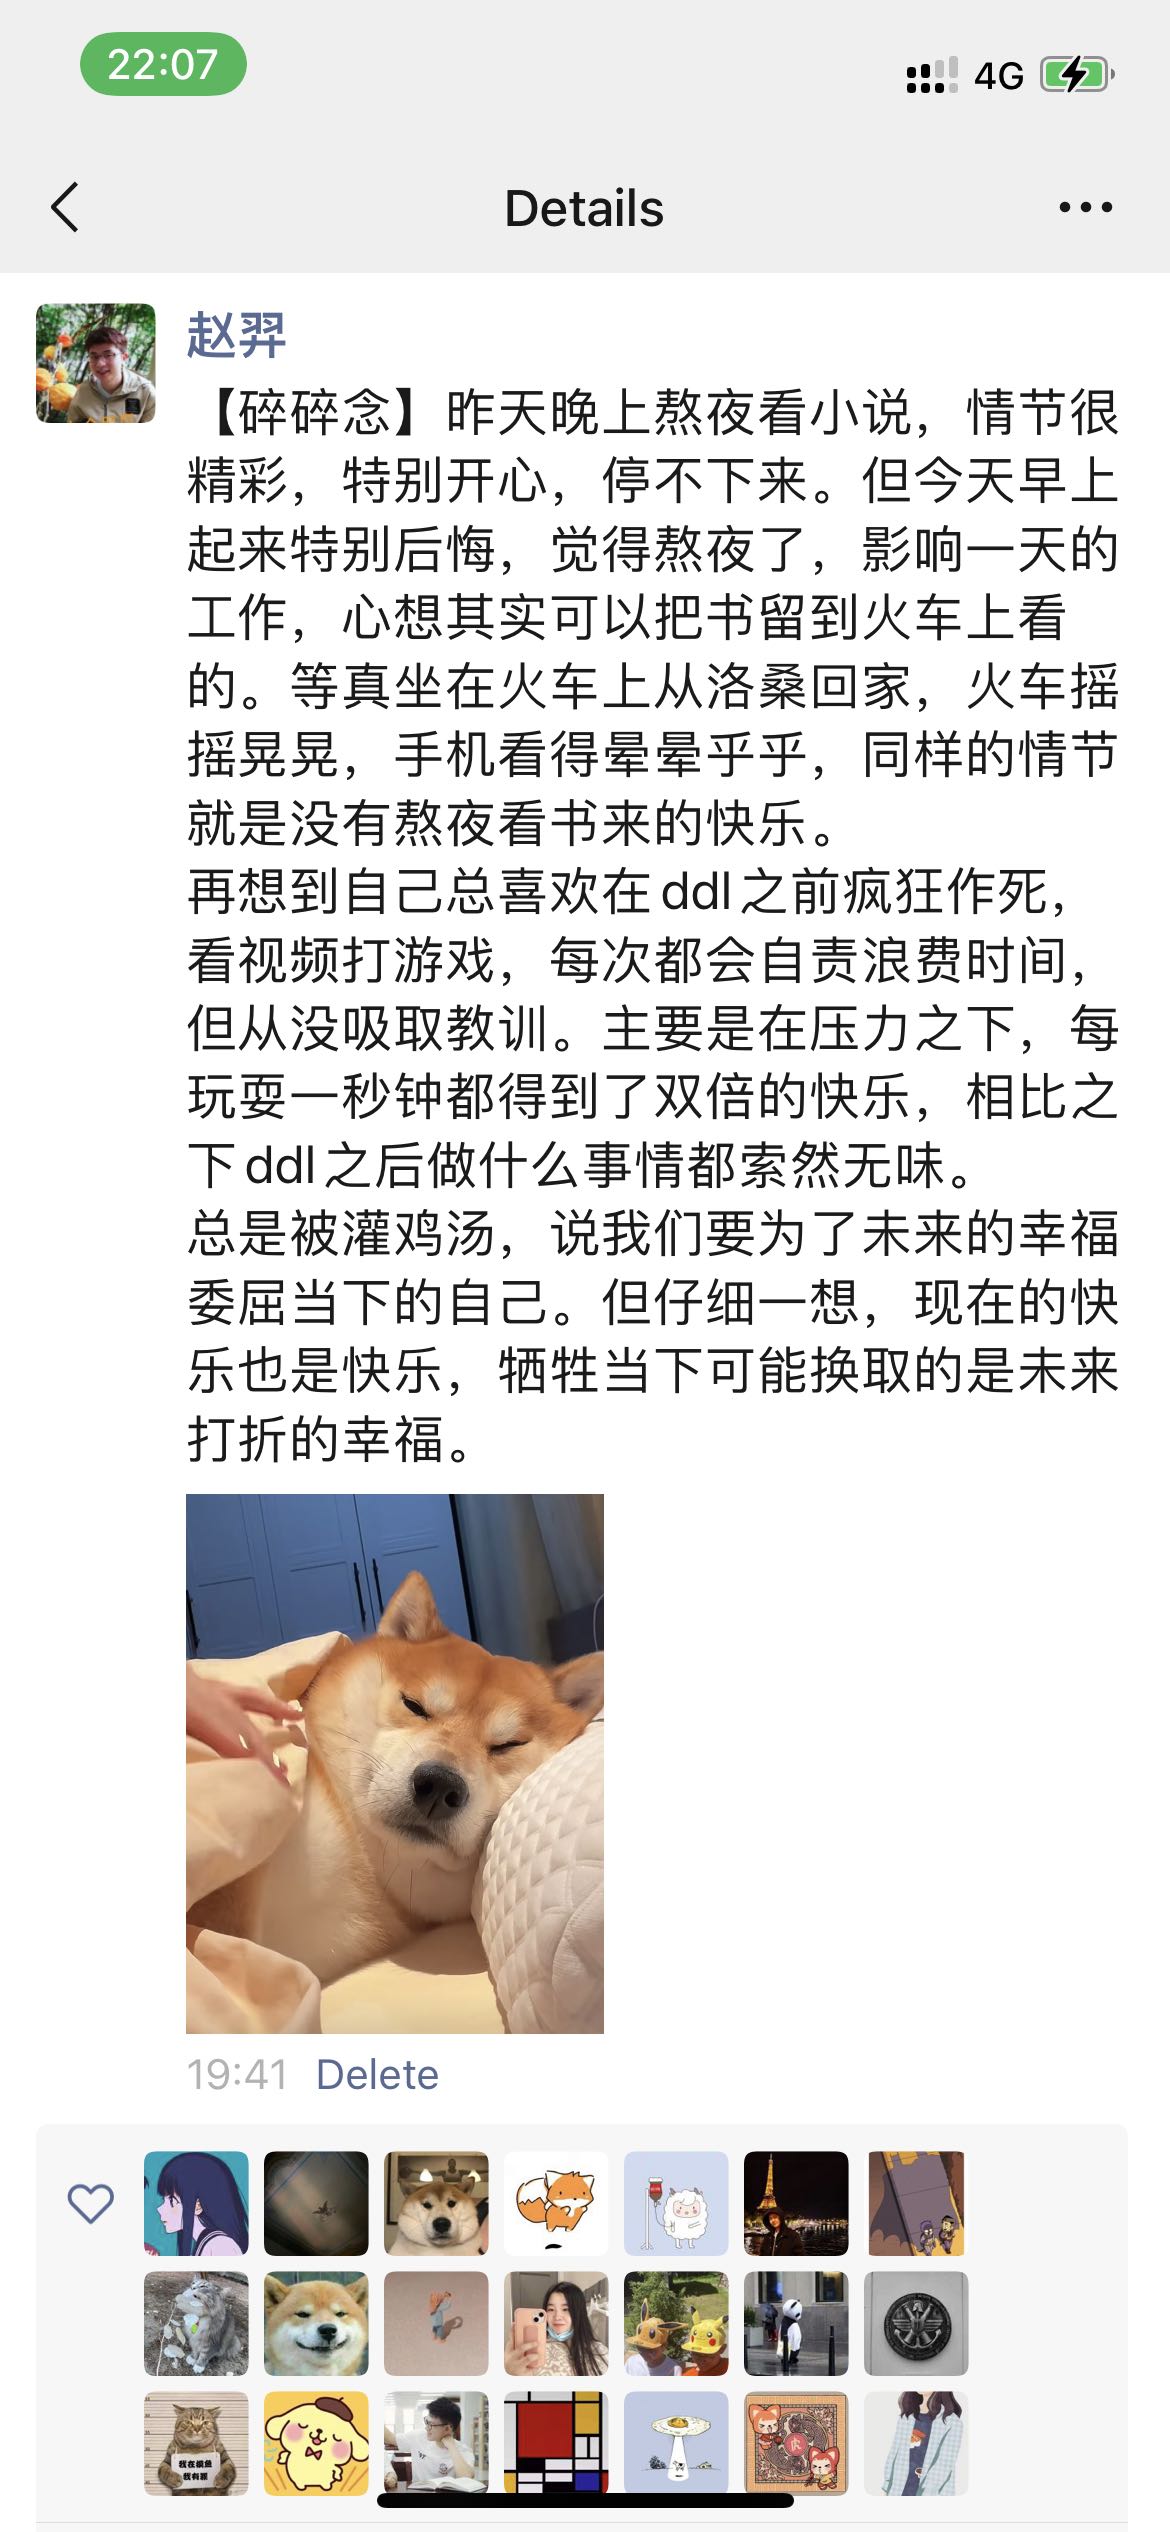 22:07
4G
Details
赵羿
【碎碎念】昨天晚上熬夜看小说，情节很
精彩，特别开心，停不下来。但今天早上
起来特别后悔，觉得熬夜了，影响一天的
工作，心想其实可以把书留到火车上看
的。等真坐在火车上从洛桑回家，火车摇
摇晃晃，手机看得晕晕乎乎，同样的情节
就是没有熬夜看书来的快乐。
再想到自己总喜欢在ddl之前疯狂作死，
看视频打游戏，每次都会自责浪费时间，
但从没吸取教训。主要是在压力之下，每
玩耍一秒钟都得到了双倍的快乐，相比之
下ddl之后做什么事情都索然无味。
总是被灌鸡汤，说我们要为了未来的幸福
委屈当下的自己。但仔细一想，现在的快
乐也是快乐，牺牲当下可能换取的是未来
打折的幸福。
19:41 Delete
我在摸鱼
我有罪